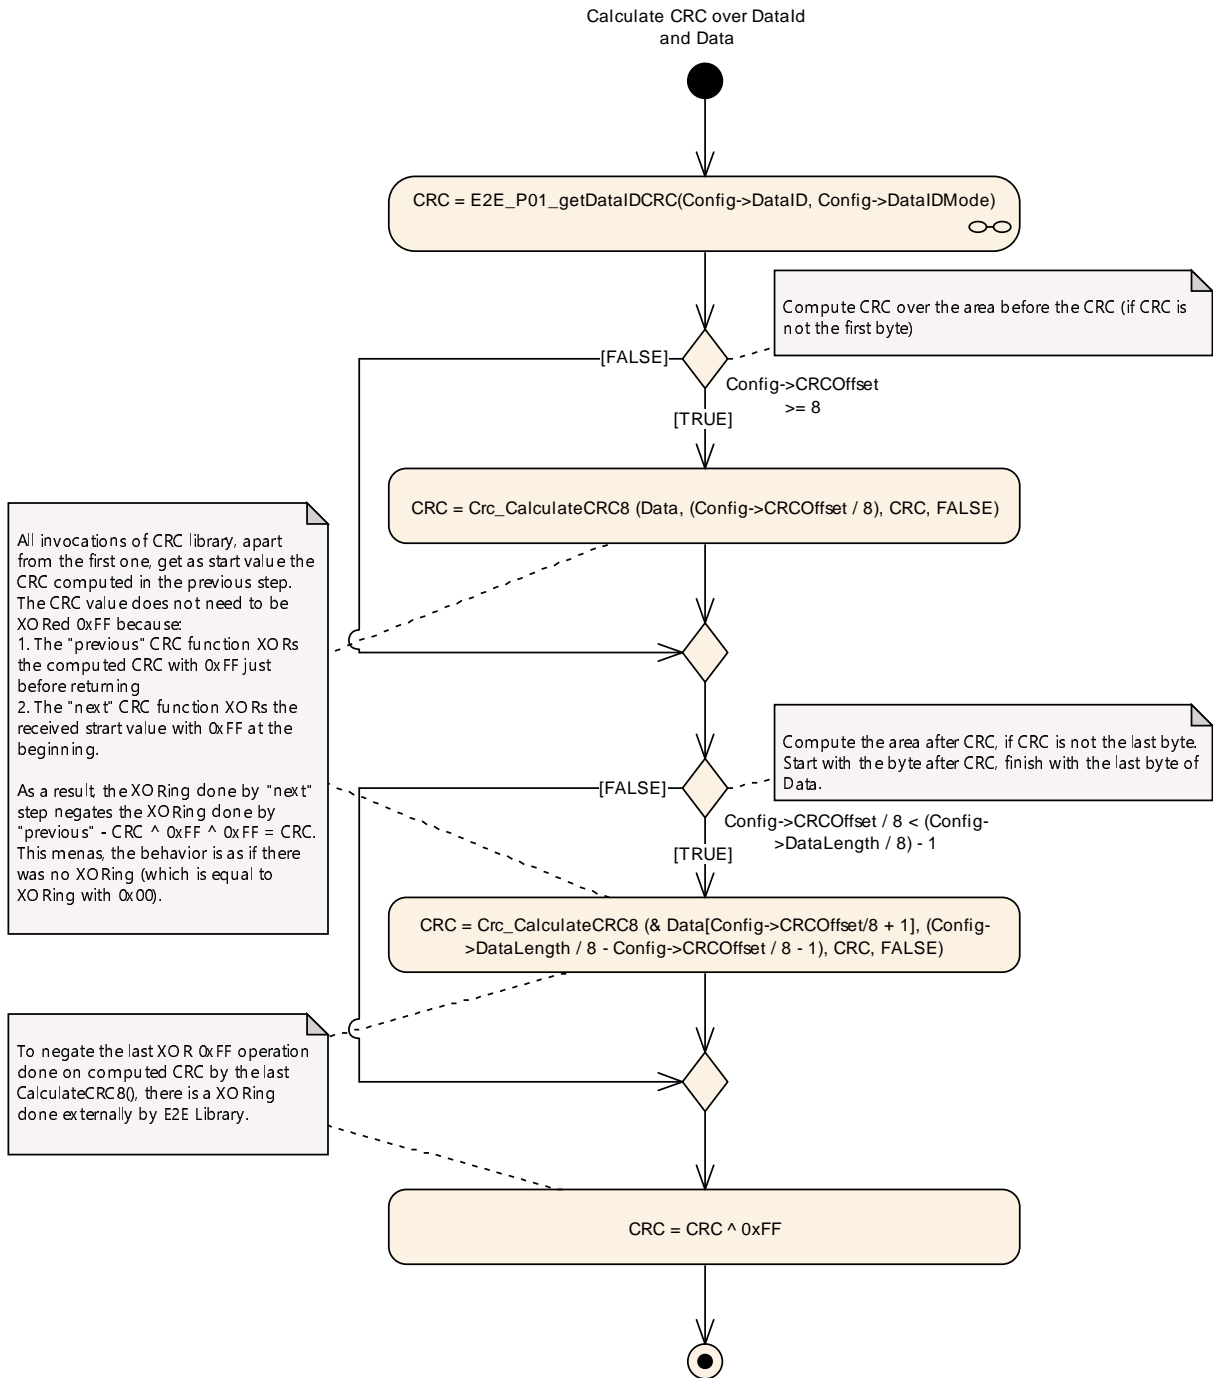 Calculate CRC over DataId
and Data
CRC = E2E_P01_getDataIDCRC(Config->DataID, Config->DataIDMode)
Compute CRC over the area before the CRC (if CRC is
not the first byte)
[FALSE]
Config->CRCOffset
>= 8
[TRUE]
CRC = Crc_CalculateCRC8 (Data, (Config->CRCOffset / 8), CRC, FALSE)
All invocations of CRC library, apart
from the first one, get as start value the
CRC computed in the previous step.
The CRC value does not need to be
XORed 0xFF because:
1. The "previous" CRC function XORs
the computed CRC with 0xFF just
before returning
2. The "next" CRC function XORs the
received strart value with 0xFF at the
beginning.
As a result, the XORing done by "next"
step negates the XORing done by
"previous" - CRC ^ 0xFF ^ 0xFF = CRC.
This menas, the behavior is as if there
was no XORing (which is equal to
XORing with 0x00).
Compute the area after CRC, if CRC is not the last byte.
Start with the byte after CRC, finish with the last byte of
Data.
[FALSE]
Config->CRCOffset / 8 < (Config-
>DataLength / 8) - 1
[TRUE]
CRC = Crc_CalculateCRC8 (& Data[Config->CRCOffset/8 + 1], (Config-
>DataLength / 8 - Config->CRCOffset / 8 - 1), CRC, FALSE)
To negate the last XOR 0xFF operation
done on computed CRC by the last
CalculateCRC8(), there is a XORing
done externally by E2E Library.
CRC = CRC ^ 0xFF